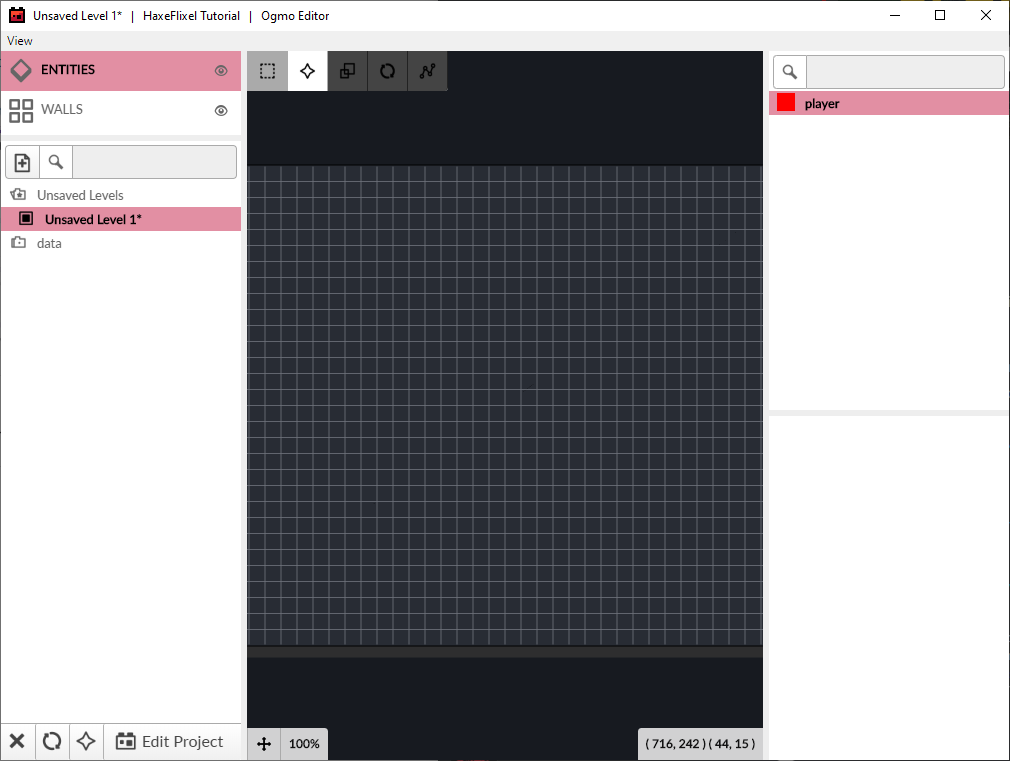 Unsaved Level 1* | HaxeFlixel Tutorial | Ogmo Editor
View
ENTITIES
WALLS
Unsaved Levels
Unsaved Level 1*
data
Edit Project
100%
( 716, 242 ) ( 44, 15 )
player